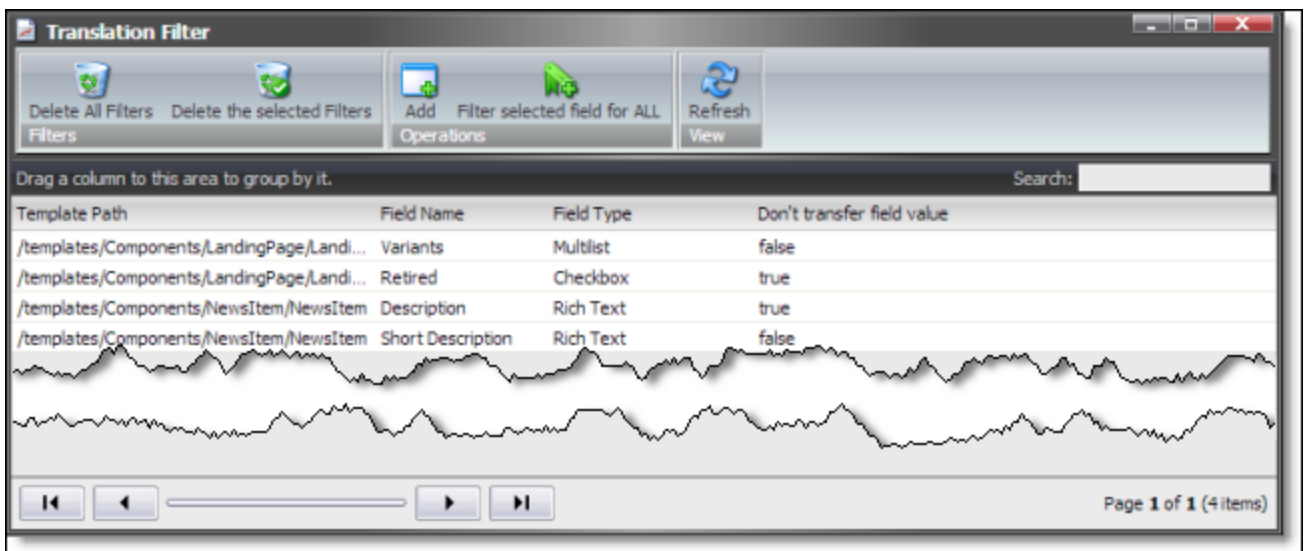 Translation Filter
Delete All Filters Delete the selected Filters Add Filter selected field for ALL Refresh
Filters Operations View
Drag a column to this area to group by it. Search:
Template Path Field Name Field Type Don't transfer field value
/templates/Components/LandingPage/Landi... Variants Multilist false
/templates/Components/LandingPage/Landi... Retired Checkbox true
/templates/Components/NewsItem/NewsItem Description Rich Text true
/templates/Components/NewsItem/NewsItem Short Description Rich Text false
Page 1 of 1 (4 items)